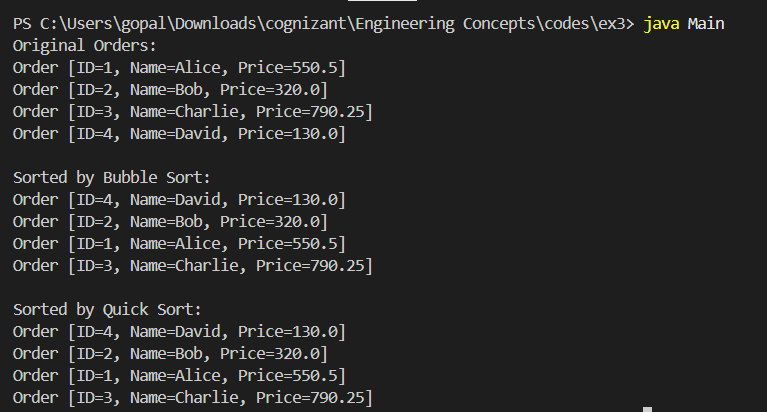 PS C:\Users\gopal\Downloads\cognizant\Engineering Concepts\codes\ex3> java Main
Original Orders:
Order [ID=1, Name=Alice, Price=550.5]
Order [ID=2, Name=Bob, Price=320.0]
Order [ID=3, Name=Charlie, Price=790.25]
Order [ID=4, Name=David, Price=130.0]

Sorted by Bubble Sort:
Order [ID=4, Name=David, Price=130.0]
Order [ID=2, Name=Bob, Price=320.0]
Order [ID=1, Name=Alice, Price=550.5]
Order [ID=3, Name=Charlie, Price=790.25]

Sorted by Quick Sort:
Order [ID=4, Name=David, Price=130.0]
Order [ID=2, Name=Bob, Price=320.0]
Order [ID=1, Name=Alice, Price=550.5]
Order [ID=3, Name=Charlie, Price=790.25]